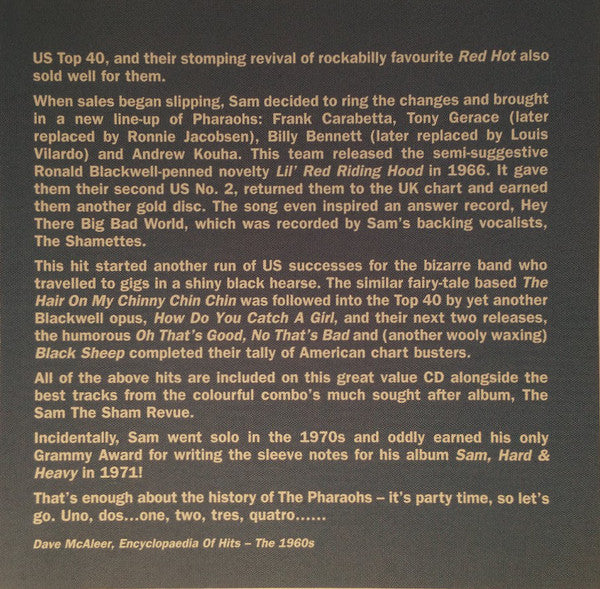 US Top 40, and their stomping revival of rockabilly favourite Red Hot also
sold well for them.
When sales began slipping, Sam decided to ring the changes and brought
in a new line-up of Pharaohs: Frank Carabetta, Tony Gerace (later
replaced by Ronnie Jacobsen), Billy Bennett (later replaced by Louis
Vilardo) and Andrew Kouha. This team released the semi-suggestive
Ronald Blackwell-penned novelty Lil' Red Riding Hood in 1966. It gave
them their second US No. 2, returned them to the UK chart and earned
them another gold disc. The song even inspired an answer record, Hey
There Big Bad World, which was recorded by Sam's backing vocalists,
The Shamettes.
This hit started another run of US successes for the bizarre band who
travelled to gigs in a shiny black hearse. The similar fairy-tale based The
Hair On My Chinny Chin Chin was followed into the Top 40 by yet another
Blackwell opus, How Do You Catch A Girl, and their next two releases,
the humorous Oh That's Good, No That's Bad and (another wooly waxing)
Black Sheep completed their tally of American chart busters.
All of the above hits are included on this great value CD alongside the
best tracks from the colourful combo's much sought after album, The
Sam The Sham Revue.
Incidentally, Sam went solo in the 1970s and oddly earned his only
Grammy Award for writing the sleeve notes for his album Sam, Hard &
Heavy in 1971!
That's enough about the history of The Pharaohs – it's party time, so let's
go. Uno, dos...one, two, tres, quatro......
Dave McAleer, Encyclopaedia Of Hits – The 1960s